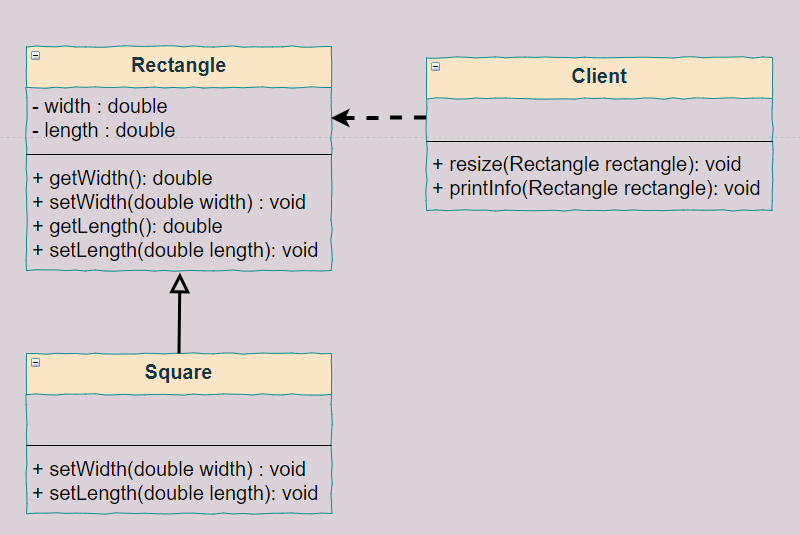 Rectangle
- width : double
- length : double
+ getWidth(): double
+ setWidth(double width) : void
+ getLength(): double
+ setLength(double length): void
Client
+ resize(Rectangle rectangle): void
+ printInfo(Rectangle rectangle): void
Square
+ setWidth(double width) : void
+ setLength(double length): void